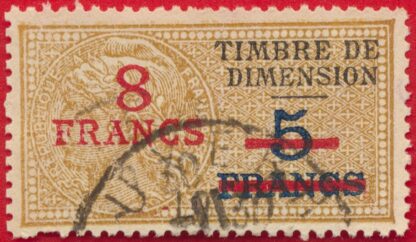 8
FRANCS
TIMBRE DE
DIMENSION
5
FRANCS